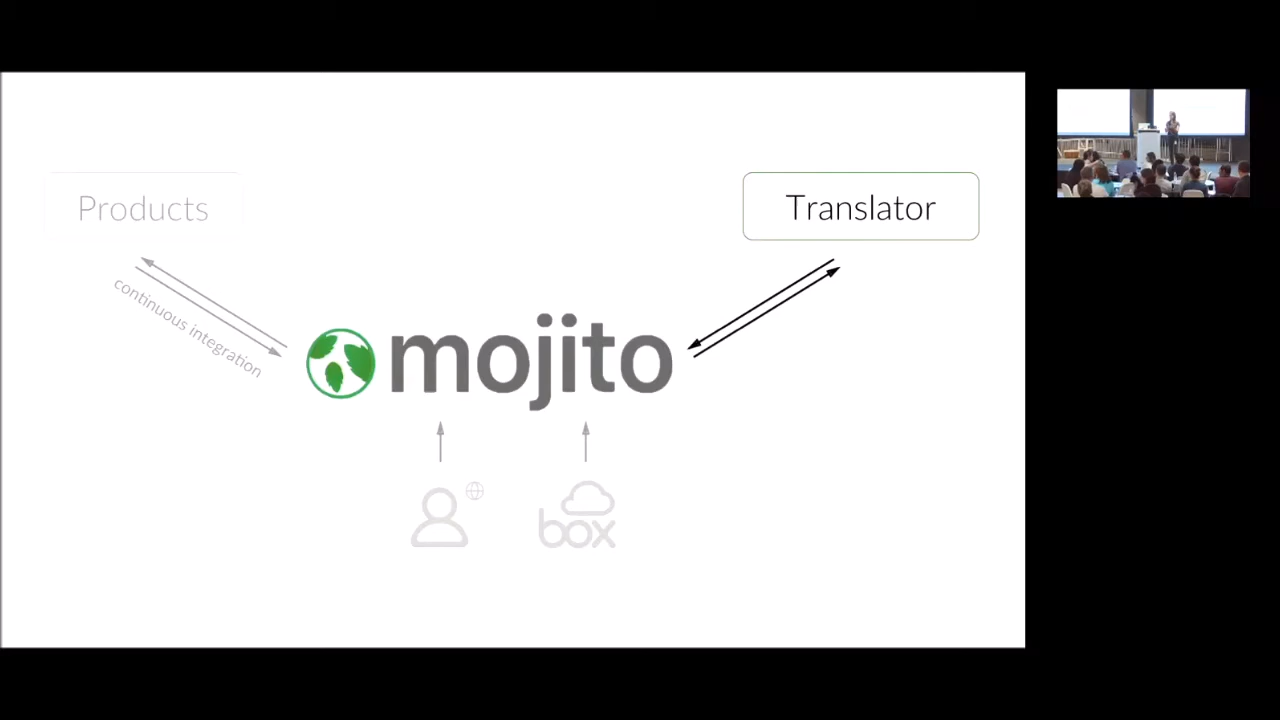 Products
Translator
continuous integration
mojito
box